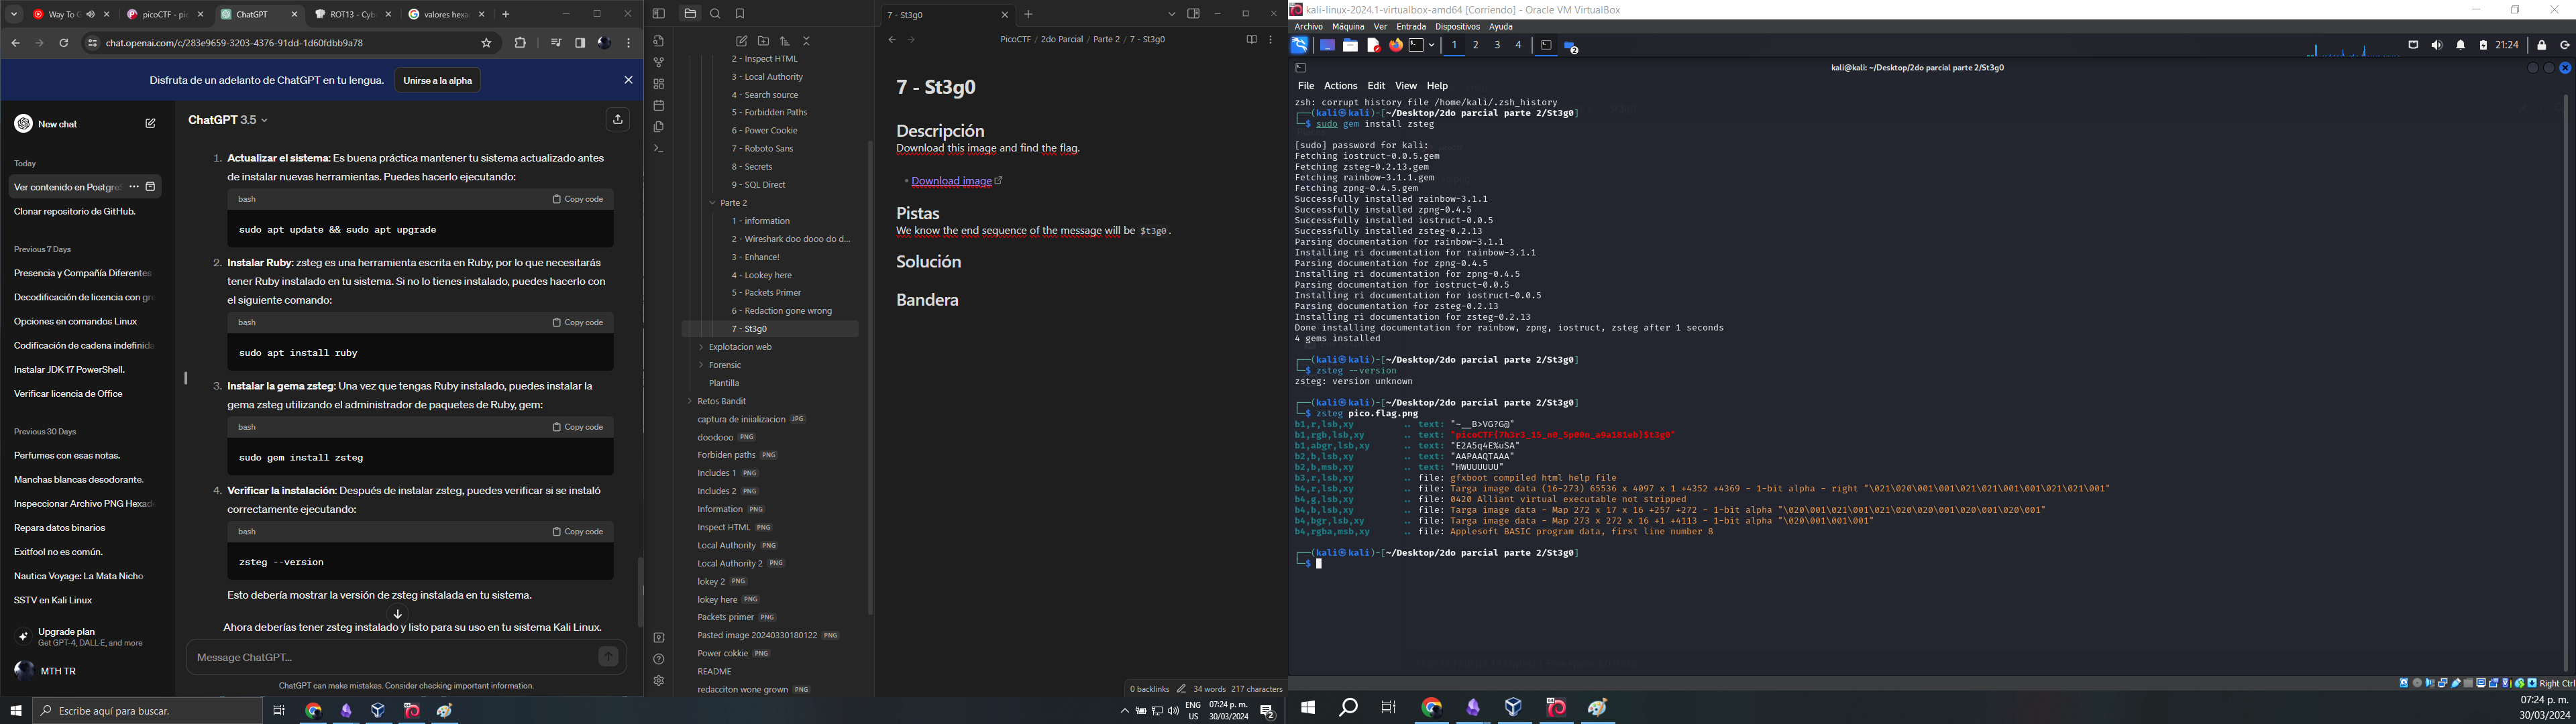 Way To G
picoCTF - pic
ChatGPT
ROT13 - Cyb
valores hexa
chat.openai.com/c/283e9659-3203-4376-91dd-1d60fdbb9a78
Disfruta de un adelanto de ChatGPT en tu lengua.
Unirse a la alpha
New chat
Today
Ver contenido en Postgre
Clonar repositorio de GitHub.
Previous 7 Days
Presencia y Compañía Diferentes
Decodificación de licencia con gr
Opciones en comandos Linux
Codificación de cadena indefinida
Instalar JDK 17 PowerShell.
Verificar licencia de Office
Previous 30 Days
Perfumes con esas notas.
Manchas blancas desodorante.
Inspeccionar Archivo PNG Hexad
Repara datos binarios
Exitfool no es común.
Nautica Voyage: La Mata Nicho
SSTV en Kali Linux
Upgrade plan
Get GPT-4, DALL·E, and more
MTH TR
ChatGPT 3.5
1. Actualizar el sistema: Es buena práctica mantener tu sistema actualizado antes
de instalar nuevas herramientas. Puedes hacerlo ejecutando:
bash
Copy code
sudo apt update && sudo apt upgrade
2. Instalar Ruby: zsteg es una herramienta escrita en Ruby, por lo que necesitarás
tener Ruby instalado en tu sistema. Si no lo tienes instalado, puedes hacerlo con
el siguiente comando:
bash
Copy code
sudo apt install ruby
3. Instalar la gema zsteg: Una vez que tengas Ruby instalado, puedes instalar la
gema zsteg utilizando el administrador de paquetes de Ruby, gem:
bash
Copy code
sudo gem install zsteg
4. Verificar la instalación: Después de instalar zsteg, puedes verificar si se instaló
correctamente ejecutando:
bash
Copy code
zsteg --version
Esto debería mostrar la versión de zsteg instalada en tu sistema.
Ahora deberías tener zsteg instalado y listo para su uso en tu sistema Kali Linux.
Message ChatGPT...
ChatGPT can make mistakes. Consider checking important information.
2 - Inspect HTML
3 - Local Authority
4 - Search source
5 - Forbidden Paths
6 - Power Cookie
7 - Roboto Sans
8 - Secrets
9 - SQL Direct
Parte 2
1 - information
2 - Wireshark doo dooo do d...
3 - Enhance!
4 - Lookey here
5 - Packets Primer
6 - Redaction gone wrong
7 - St3g0
Explotacion web
Forensic
Plantilla
Retos Bandit
captura de iniializacion JPG
doodooo PNG
Forbiden paths PNG
Includes 1 PNG
Includes 2 PNG
Information PNG
Inspect HTML PNG
Local Authority PNG
Local Authority 2 PNG
lokey 2 PNG
lokey here PNG
Packets primer PNG
Pasted image 20240330180122 PNG
Power cokkie PNG
README
redacciton wone grown PNG
7 - St3g0
PicoCTF / 2do Parcial / Parte 2 / 7 - St3g0
7 - St3g0
Descripción
Download this image and find the flag.
• Download image
Pistas
We know the end sequence of the message will be $t3g0.
Solución
Bandera
0 backlinks
34 words 217 characters
kali-linux-2024.1-virtualbox-amd64 [Corriendo] - Oracle VM VirtualBox
Archivo Máquina Ver Entrada Dispositivos Ayuda
1 2 3 4
2
21:24
kali@kali: ~/Desktop/2do parcial parte 2/St3g0
File Actions Edit View Help
zsh: corrupt history file /home/kali/.zsh_history
(kali㉿kali)-[~/Desktop/2do parcial parte 2/St3g0]
$ sudo gem install zsteg
[sudo] password for kali:
Fetching iostruct-0.0.5.gem
Fetching zsteg-0.2.13.gem
Fetching rainbow-3.1.1.gem
Fetching zpng-0.4.5.gem
Successfully installed rainbow-3.1.1
Successfully installed zpng-0.4.5
Successfully installed iostruct-0.0.5
Successfully installed zsteg-0.2.13
Parsing documentation for rainbow-3.1.1
Installing ri documentation for rainbow-3.1.1
Parsing documentation for zpng-0.4.5
Installing ri documentation for zpng-0.4.5
Parsing documentation for iostruct-0.0.5
Installing ri documentation for iostruct-0.0.5
Parsing documentation for zsteg-0.2.13
Installing ri documentation for zsteg-0.2.13
Done installing documentation for rainbow, zpng, iostruct, zsteg after 1 seconds
4 gems installed
(kali㉿kali)-[~/Desktop/2do parcial parte 2/St3g0]
$ zsteg --version
zsteg: version unknown
(kali㉿kali)-[~/Desktop/2do parcial parte 2/St3g0]
$ zsteg pico.flag.png
b1,r,lsb,xy .. text: "~__B>VG?G@"
b1,rgb,lsb,xy .. text: "picoCTF{7h3r3_15_n0_5p00n_a9a181eb}$t3g0"
b1,abgr,lsb,xy .. text: "E2A5q4E%uSA"
b2,b,lsb,xy .. text: "AAPAAQTAAA"
b2,b,msb,xy .. text: "HWUUUUUU"
b3,r,lsb,xy .. file: gfxboot compiled html help file
b4,r,lsb,xy .. file: Targa image data (16-273) 65536 x 4097 x 1 +4352 +4369 - 1-bit alpha - right "\021\020\001\001\021\021\001\001\021\021\001"
b4,g,lsb,xy .. file: 0420 Alliant virtual executable not stripped
b4,b,lsb,xy .. file: Targa image data - Map 272 x 17 x 16 +257 +272 - 1-bit alpha "\020\001\021\001\021\020\020\001\020\001\020\001"
b4,bgr,lsb,xy .. file: Targa image data - Map 273 x 272 x 16 +1 +4113 - 1-bit alpha "\020\001\001\001"
b4,rgba,msb,xy .. file: Applesoft BASIC program data, first line number 8
(kali㉿kali)-[~/Desktop/2do parcial parte 2/St3g0]
$
Right Ctrl
Escribe aquí para buscar.
ENG
US
07:24 p. m.
30/03/2024
2
07:24 p. m.
30/03/2024